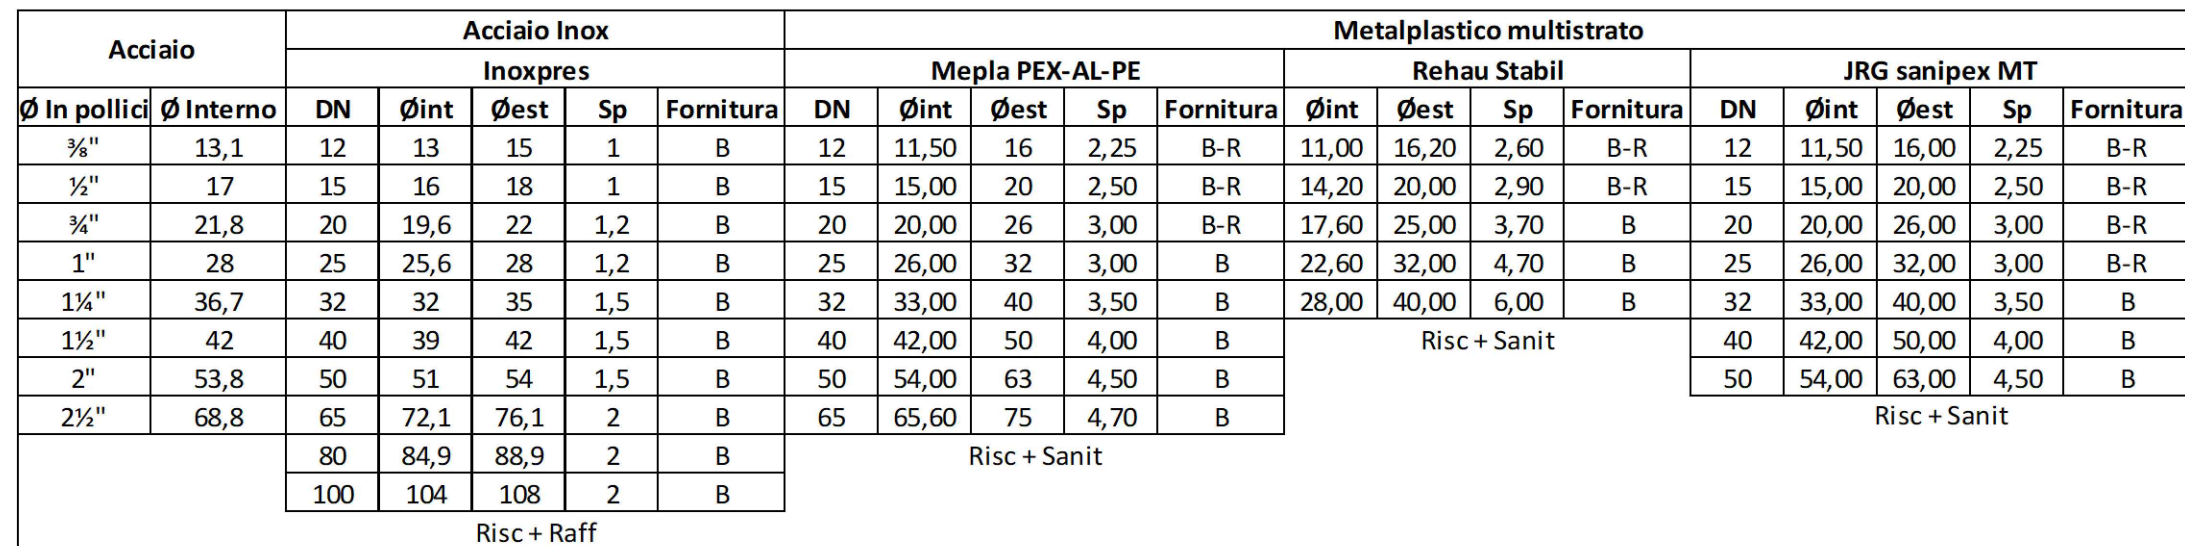 Acciaio Acciaio Inox Metalplastico multistrato
Inoxpres Mepla PEX-AL-PE Rehau Stabil JRG sanipex MT
Ø In pollici Ø Interno DN Øint Øest Sp Fornitura DN Øint Øest Sp Fornitura Øint Øest Sp Fornitura DN Øint Øest Sp Fornitura
⅜" 13,1 12 13 15 1 B 12 11,50 16 2,25 B-R 11,00 16,20 2,60 B-R 12 11,50 16,00 2,25 B-R
½" 17 15 16 18 1 B 15 15,00 20 2,50 B-R 14,20 20,00 2,90 B-R 15 15,00 20,00 2,50 B-R
¾" 21,8 20 19,6 22 1,2 B 20 20,00 26 3,00 B-R 17,60 25,00 3,70 B 20 20,00 26,00 3,00 B-R
1" 28 25 25,6 28 1,2 B 25 26,00 32 3,00 B 22,60 32,00 4,70 B 25 26,00 32,00 3,00 B-R
1¼" 36,7 32 32 35 1,5 B 32 33,00 40 3,50 B 28,00 40,00 6,00 B 32 33,00 40,00 3,50 B
1½" 42 40 39 42 1,5 B 40 42,00 50 4,00 B Risc + Sanit 40 42,00 50,00 4,00 B
2" 53,8 50 51 54 1,5 B 50 54,00 63 4,50 B 50 54,00 63,00 4,50 B
2½" 68,8 65 72,1 76,1 2 B 65 65,60 75 4,70 B Risc + Sanit
80 84,9 88,9 2 B Risc + Sanit
100 104 108 2 B
Risc + Raff